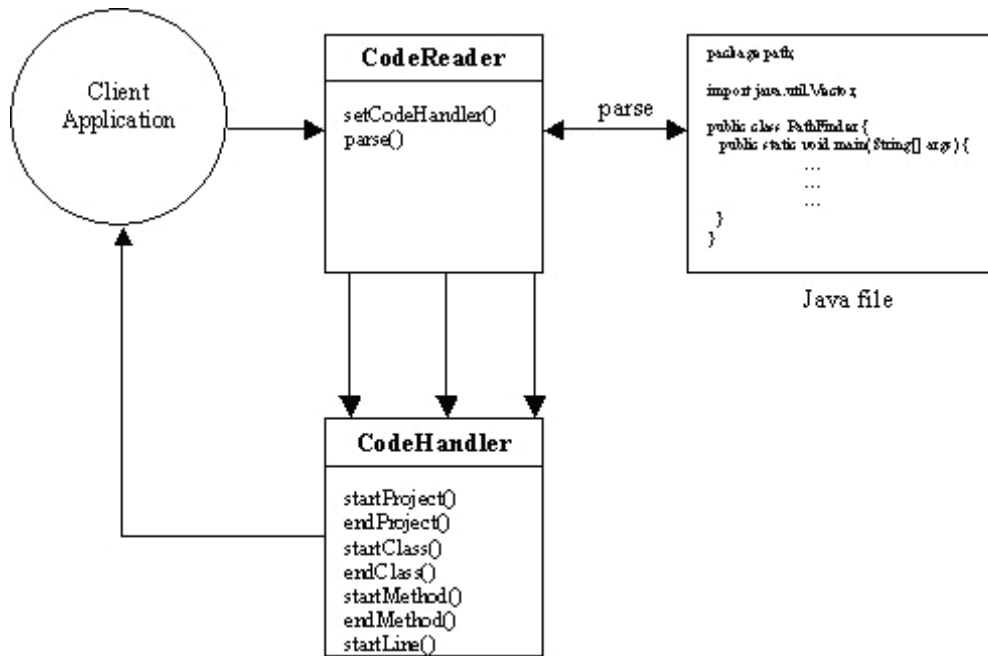 Client
Application
CodeReader
setCodeHandler()
parse()
parse
package path;
import java.util.Vector;
public class PathFinder {
public static void main(String[] args) {
...
...
...
}
}
Java file
CodeHandler
startProject()
endProject()
startClass()
endClass()
startMethod()
endMethod()
startLine()